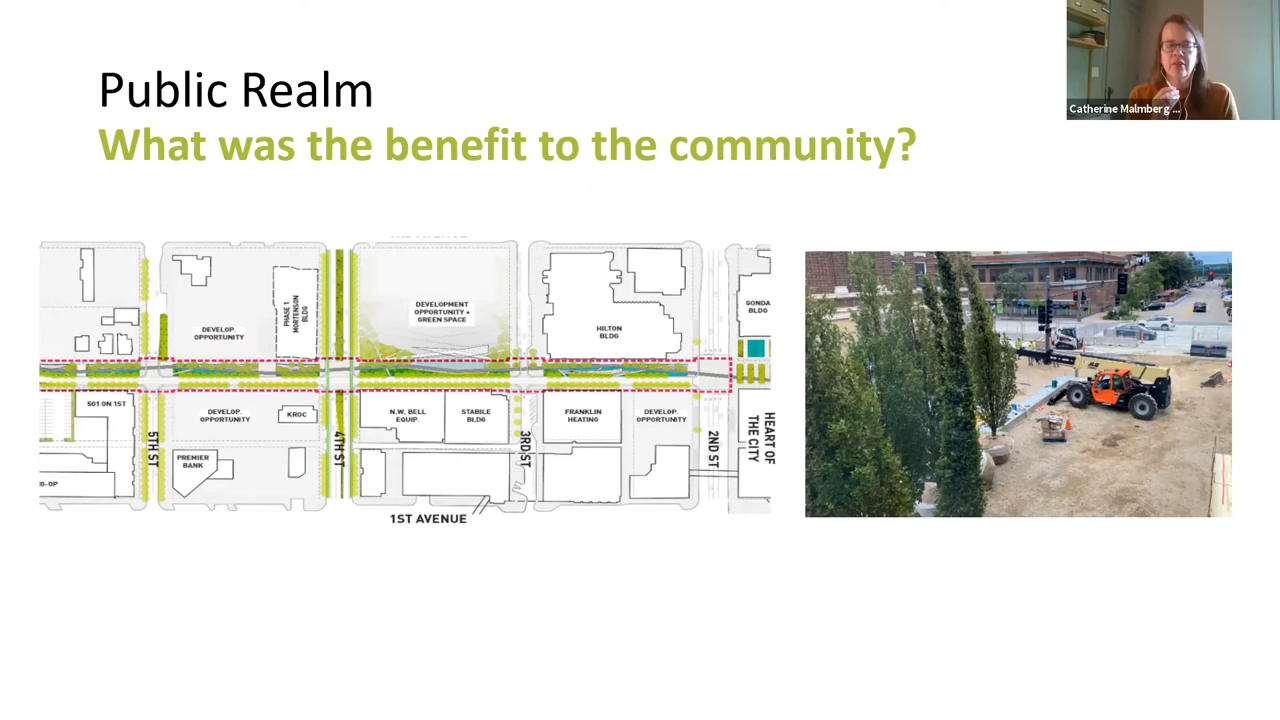 Public Realm
What was the benefit to the community?
Catherine Malmberg ...
GONDA
BLDG
PHASE 1
MORTENSON
BLDG
DEVELOPMENT
OPPORTUNITY +
GREEN SPACE
DEVELOP.
OPPORTUNITY
HILTON
BLDG
501 ON 1ST
DEVELOP.
OPPORTUNITY
KROC
N.W. BELL
EQUIP.
STABILE
BLDG
FRANKLIN
HEATING
DEVELOP.
OPPORTUNITY
HEART OF
THE CITY
5TH ST
4TH ST
3RD ST
2ND ST
PREMIER
BANK
1ST AVENUE